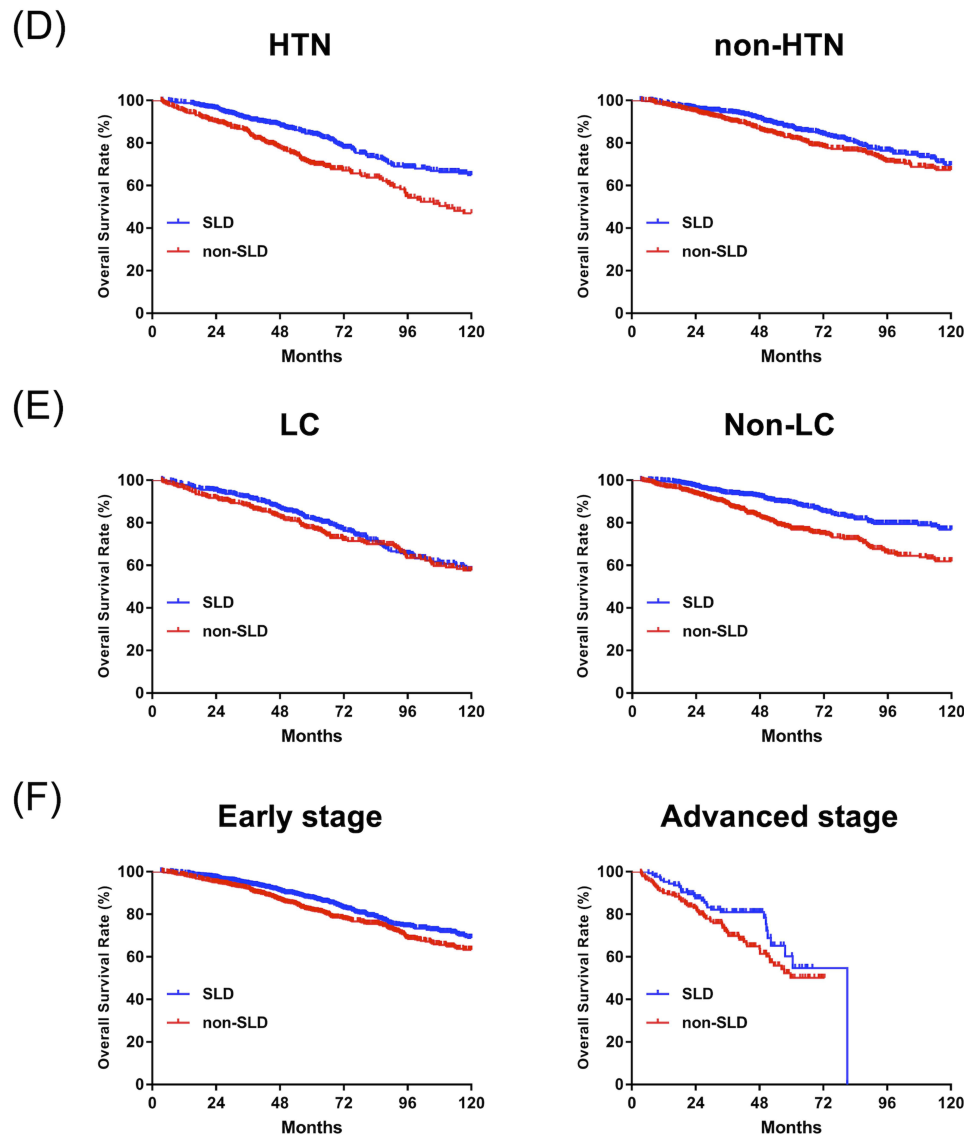 (D)
HTN
Overall Survival Rate (%)
100
80
60
40
20
0
SLD
non-SLD
0 24 48 72 96 120
Months
non-HTN
Overall Survival Rate (%)
100
80
60
40
20
0
SLD
non-SLD
0 24 48 72 96 120
Months
(E)
LC
Overall Survival Rate (%)
100
80
60
40
20
0
SLD
non-SLD
0 24 48 72 96 120
Months
Non-LC
Overall Survival Rate (%)
100
80
60
40
20
0
SLD
non-SLD
0 24 48 72 96 120
Months
(F)
Early stage
Overall Survival Rate (%)
100
80
60
40
20
0
SLD
non-SLD
0 24 48 72 96 120
Months
Advanced stage
Overall Survival Rate (%)
100
80
60
40
20
0
SLD
non-SLD
0 24 48 72 96 120
Months